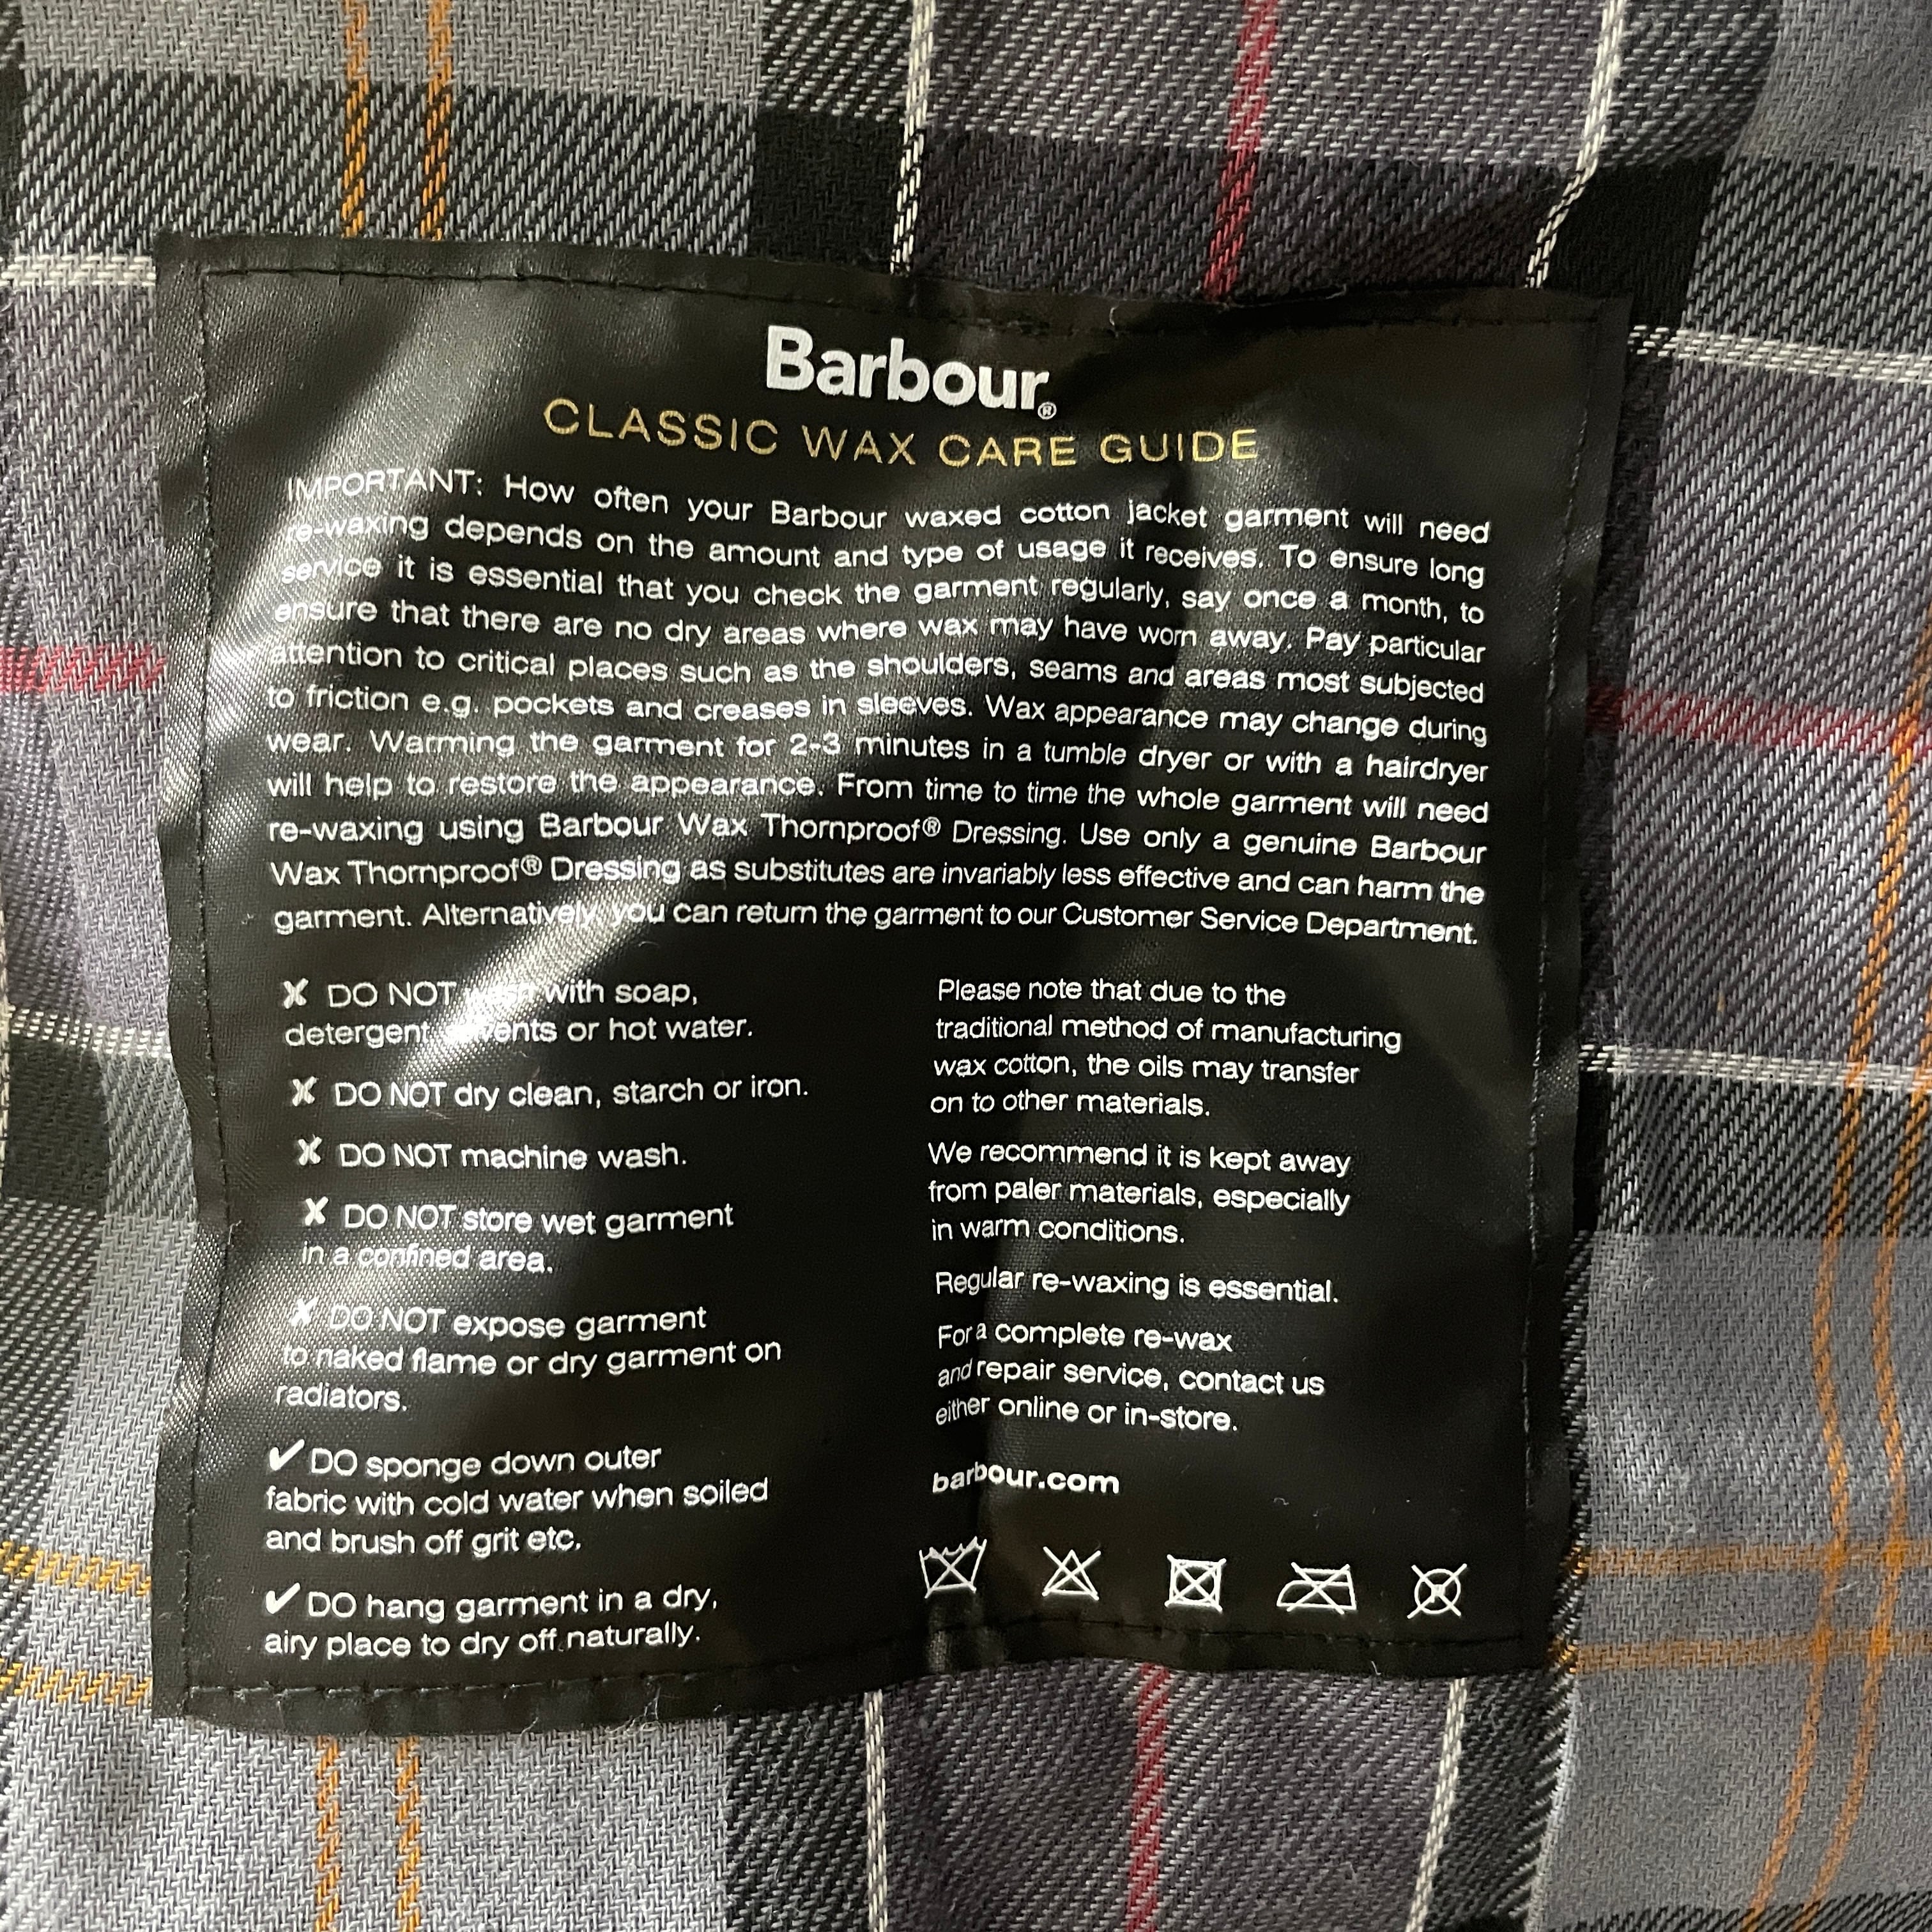 Barbour®
CLASSIC WAX CARE GUIDE
IMPORTANT: How often your Barbour waxed cotton jacket garment will need
re-waxing depends on the amount and type of usage it receives. To ensure long
service it is essential that you check the garment regularly, say once a month, to
ensure that there are no dry areas where wax may have worn away. Pay particular
attention to critical places such as the shoulders, seams and areas most subjected
to friction e.g. pockets and creases in sleeves. Wax appearance may change during
wear. Warming the garment for 2-3 minutes in a tumble dryer or with a hairdryer
will help to restore the appearance. From time to time the whole garment will need
re-waxing using Barbour Wax Thornproof® Dressing. Use only a genuine Barbour
Wax Thornproof® Dressing as substitutes are invariably less effective and can harm the
garment. Alternatively, you can return the garment to our Customer Service Department.
✗ DO NOT with soap,
detergent or hot water.
✗ DO NOT dry clean, starch or iron.
✗ DO NOT machine wash.
✗ DO NOT store wet garment
in a confined area.
✗ DO NOT expose garment
to naked flame or dry garment on
radiators.
✔ DO sponge down outer
fabric with cold water when soiled
and brush off grit etc.
✔ DO hang garment in a dry,
airy place to dry off naturally.
Please note that due to the
traditional method of manufacturing
wax cotton, the oils may transfer
on to other materials.
We recommend it is kept away
from paler materials, especially
in warm conditions.
Regular re-waxing is essential.
For a complete re-wax
and repair service, contact us
either online or in-store.
barbour.com